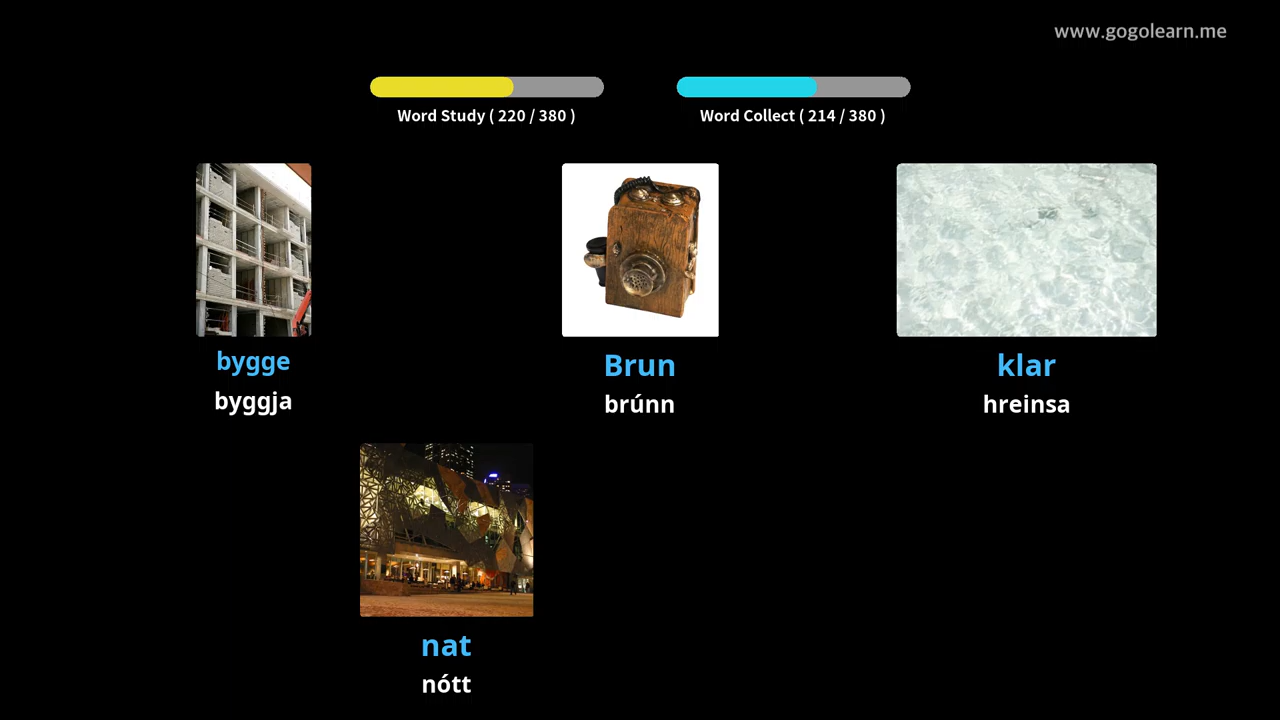 www.gogolearn.me
Word Study ( 220 / 380 )
Word Collect ( 214 / 380 )
bygge
byggja
Brun
brúnn
klar
hreinsa
nat
nótt